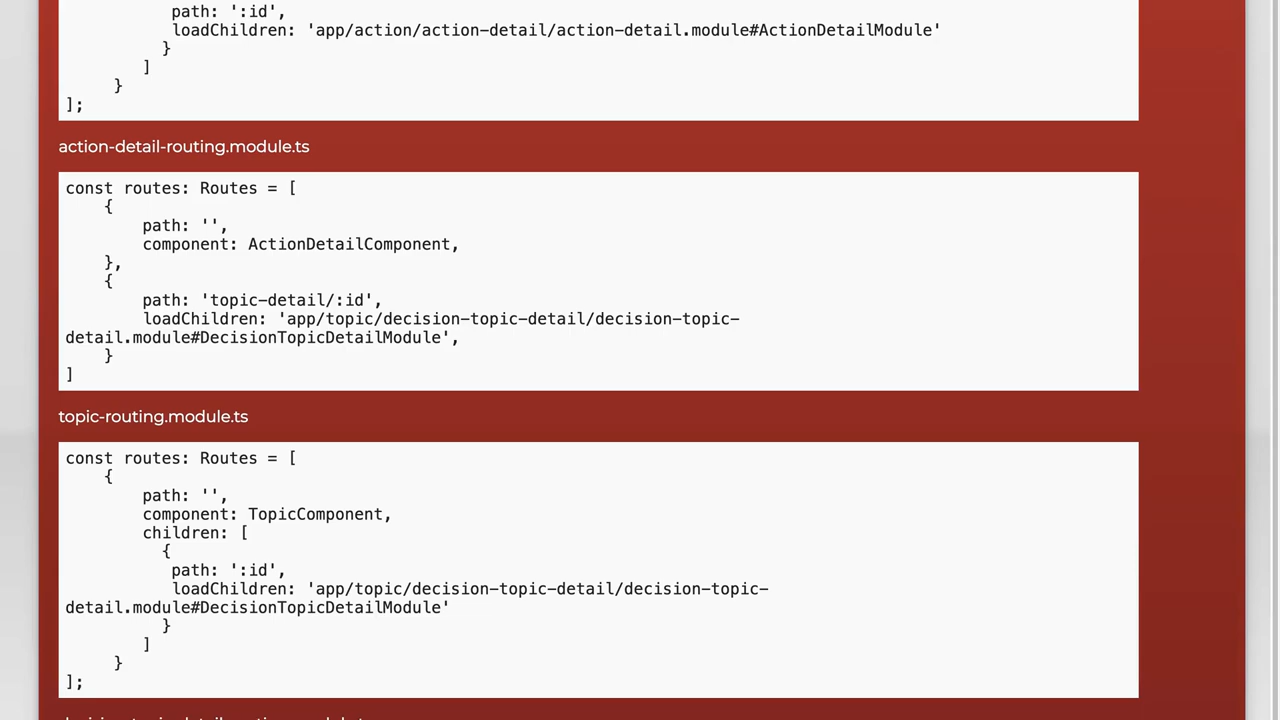 path: ':id',
loadChildren: 'app/action/action-detail/action-detail.module#ActionDetailModule'
}
]
}
];
action-detail-routing.module.ts
const routes: Routes = [
{
path: '',
component: ActionDetailComponent,
},
{
path: 'topic-detail/:id',
loadChildren: 'app/topic/decision-topic-detail/decision-topic-
detail.module#DecisionTopicDetailModule',
}
]
topic-routing.module.ts
const routes: Routes = [
{
path: '',
component: TopicComponent,
children: [
{
path: ':id',
loadChildren: 'app/topic/decision-topic-detail/decision-topic-
detail.module#DecisionTopicDetailModule'
}
]
}
];